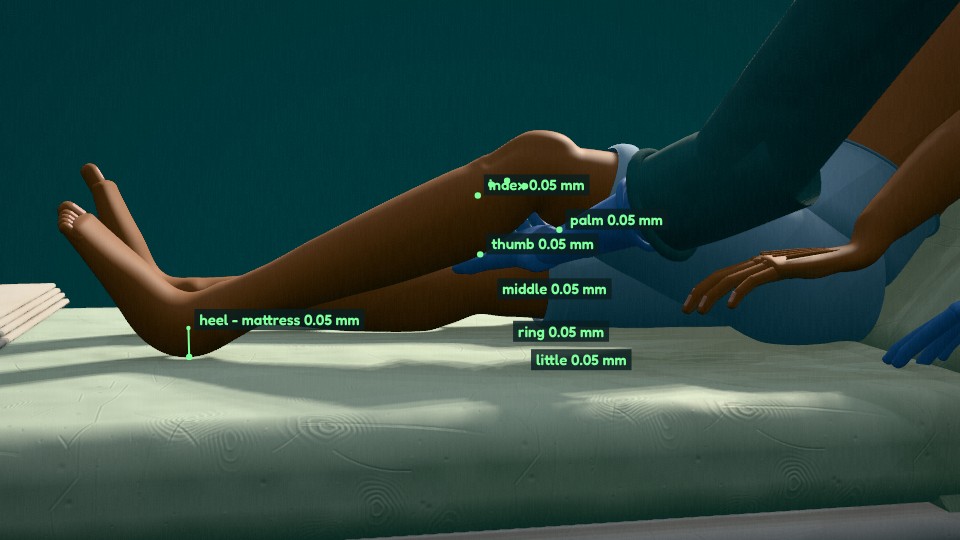 index 0.05 mm
palm 0.05 mm
thumb 0.05 mm
middle 0.05 mm
heel - mattress 0.05 mm
ring 0.05 mm
little 0.05 mm